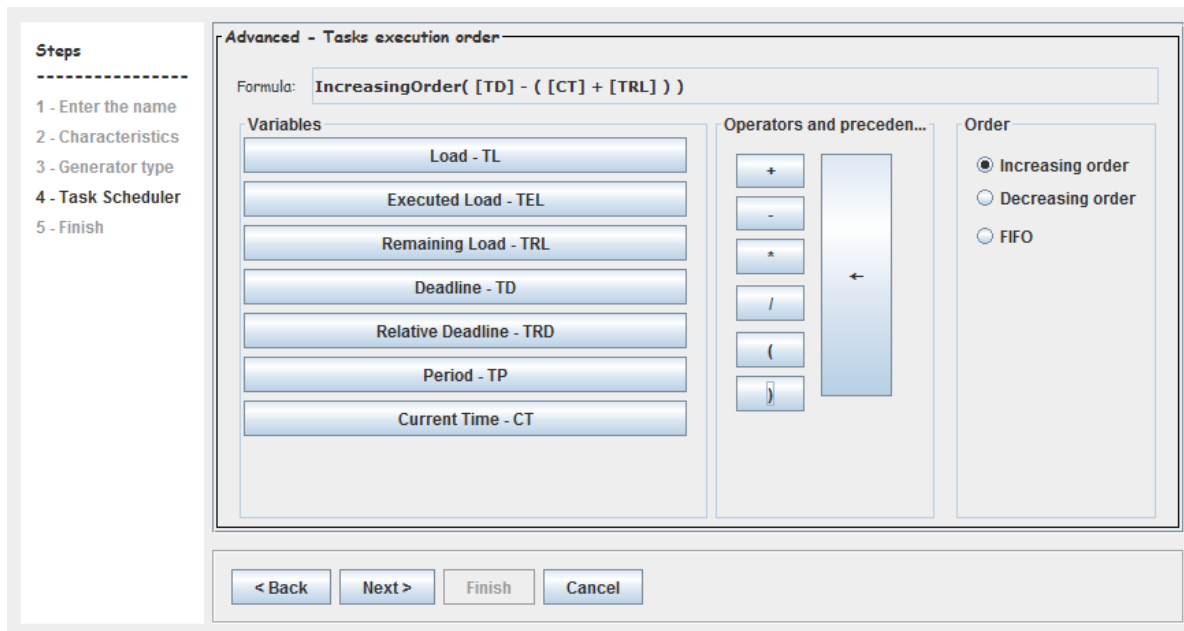 Steps
----------------
1 - Enter the name
2 - Characteristics
3 - Generator type
4 - Task Scheduler
5 - Finish
Advanced - Tasks execution order
Formula: IncreasingOrder( [TD] - ( [CT] + [TRL] ) )
Variables
Load - TL
Executed Load - TEL
Remaining Load - TRL
Deadline - TD
Relative Deadline - TRD
Period - TP
Current Time - CT
Operators and preceden...
+
-
*
/
(
)
←
Order
Increasing order
Decreasing order
FIFO
< Back Next > Finish Cancel